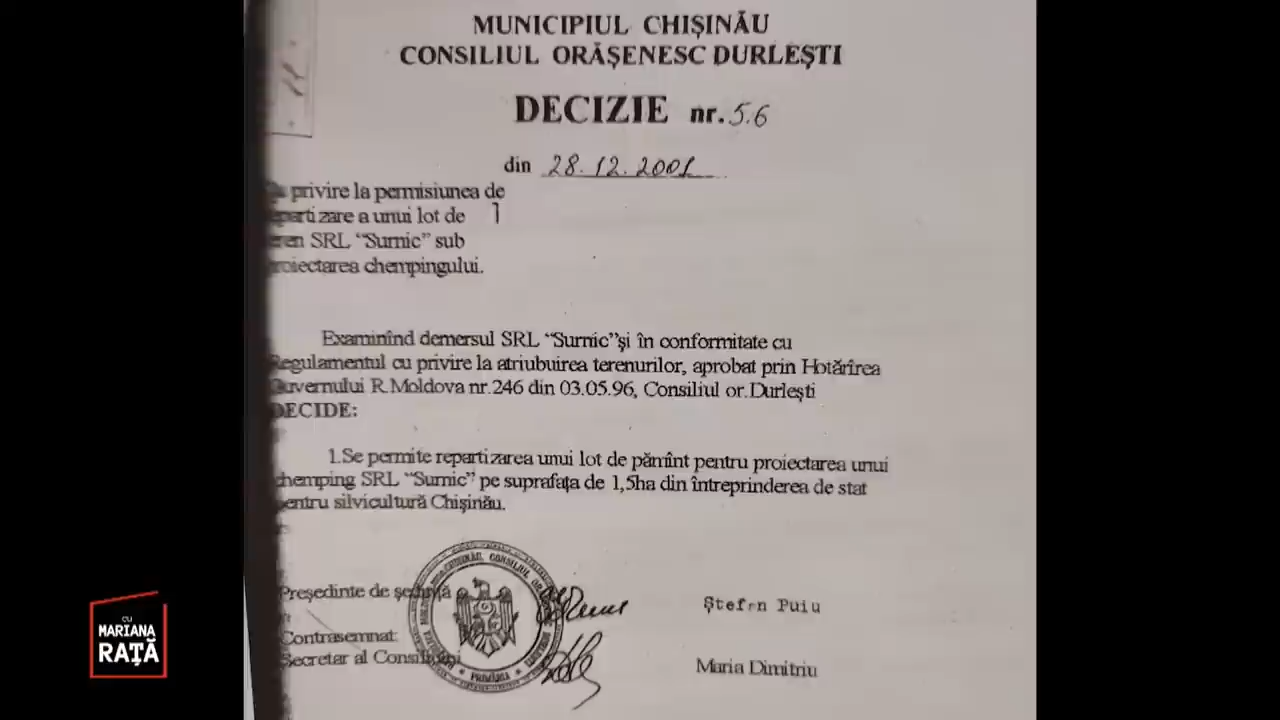 MUNICIPIUL CHIȘINĂU
CONSILIUL ORĂȘENESC DURLEȘTI
DECIZIE nr. 5.6
din 28.12.2001
privire la permisiunea de
repartizare a unui lot de 1
teren SRL "Surnic" sub
proiectarea chempingului.
Examinînd demersul SRL "Surnic"și în conformitate cu
Regulamentul cu privire la atriubuirea terenurilor, aprobat prin Hotărîrea
Guvernului R.Moldova nr.246 din 03.05.96, Consiliul or.Durlești
DECIDE:
1.Se permite repartizarea unui lot de pămînt pentru proiectarea unui
chemping SRL "Surnic" pe suprafața de 1,5ha din întreprinderea de stat
pentru silvicultură Chișinău.
Președinte de ședință Ștefan Puiu
Contrasemnat:
Secretar al Consiliului Maria Dimitriu
CU
MARIANA
RAȚĂ